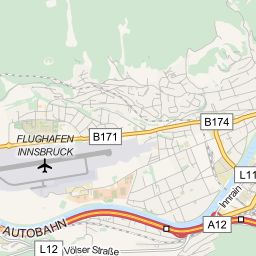 B174
B171
FLUGHAFEN
INNSBRUCK
L11
Innrain
A12
AUTOBAHN
L12
Völser Straße